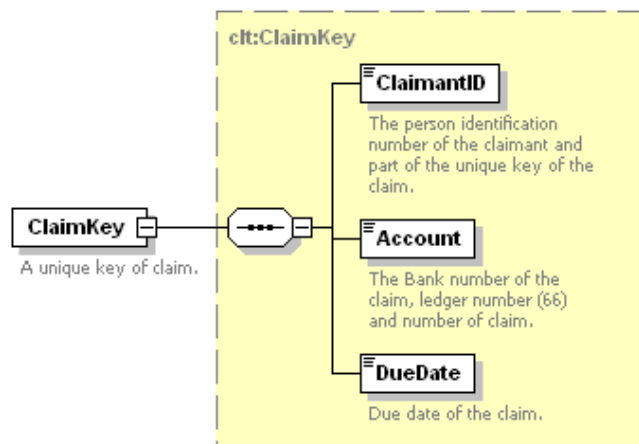 clt:ClaimKey
ClaimantID
The person identification
number of the claimant and
part of the unique key of the
claim.
ClaimKey
A unique key of claim.
Account
The Bank number of the
claim, ledger number (66)
and number of claim.
DueDate
Due date of the claim.